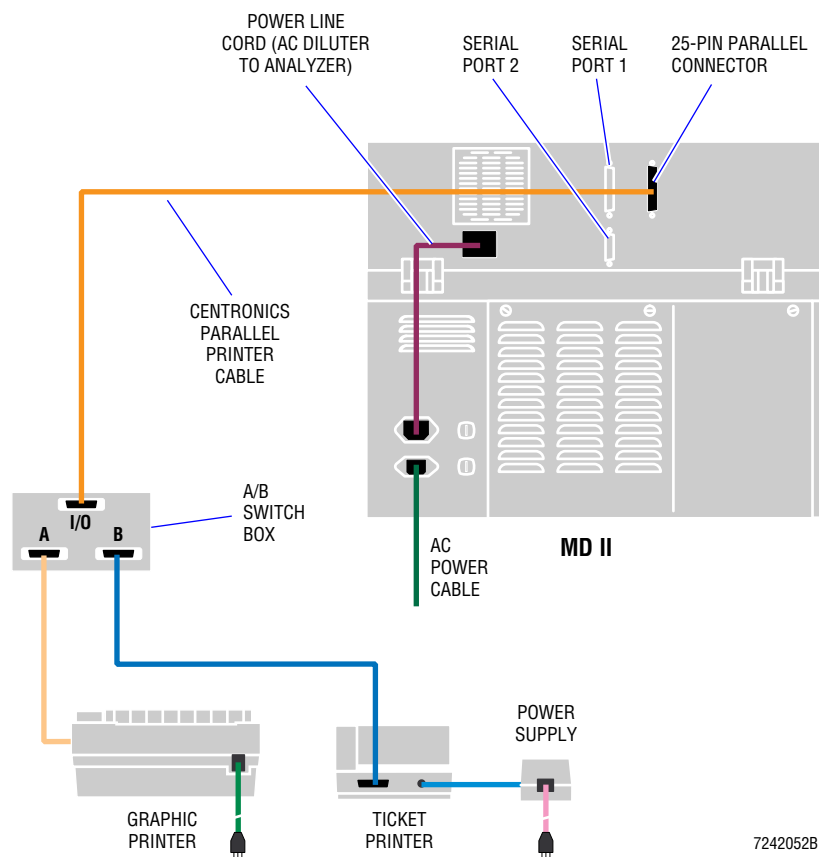 POWER LINE
CORD (AC DILUTER
TO ANALYZER)
SERIAL
PORT 2
SERIAL
PORT 1
25-PIN PARALLEL
CONNECTOR
CENTRONICS
PARALLEL
PRINTER
CABLE
A/B
SWITCH
BOX
I/O
A
B
AC
POWER
CABLE
MD II
POWER
SUPPLY
GRAPHIC
PRINTER
TICKET
PRINTER
7242052B